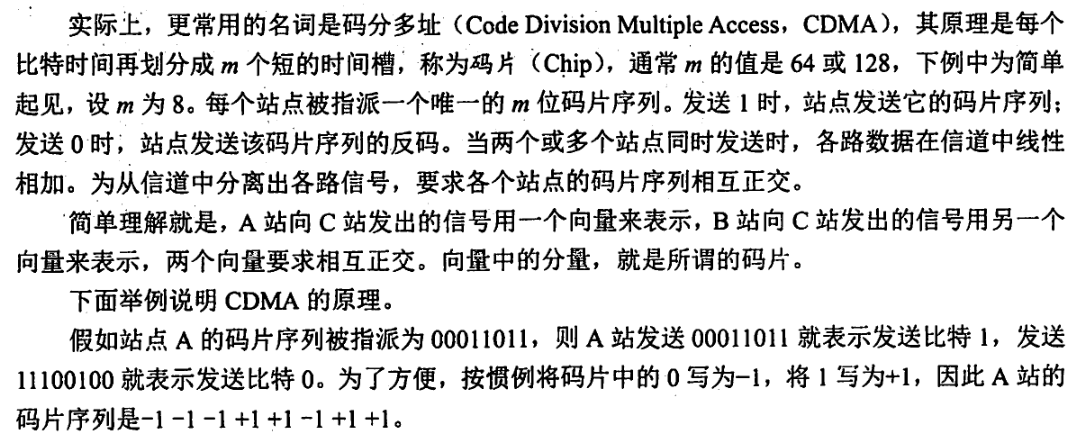 实际上，更常用的名词是码分多址（Code Division Multiple Access，CDMA），其原理是每个
比特时间再划分成 m 个短的时间槽，称为码片（Chip），通常 m 的值是 64 或 128，下例中为简单
起见，设 m 为 8。每个站点被指派一个唯一的 m 位码片序列。发送 1 时，站点发送它的码片序列；
发送 0 时，站点发送该码片序列的反码。当两个或多个站点同时发送时，各路数据在信道中线性
相加。为从信道中分离出各路信号，要求各个站点的码片序列相互正交。
简单理解就是，A 站向 C 站发出的信号用一个向量来表示，B 站向 C 站发出的信号用另一个
向量来表示，两个向量要求相互正交。向量中的分量，就是所谓的码片。
下面举例说明 CDMA 的原理。
假如站点 A 的码片序列被指派为 00011011，则 A 站发送 00011011 就表示发送比特 1，发送
11100100 就表示发送比特 0。为了方便，按惯例将码片中的 0 写为−1，将 1 写为+1，因此 A 站的
码片序列是−1 −1 −1 +1 +1 −1 +1 +1。